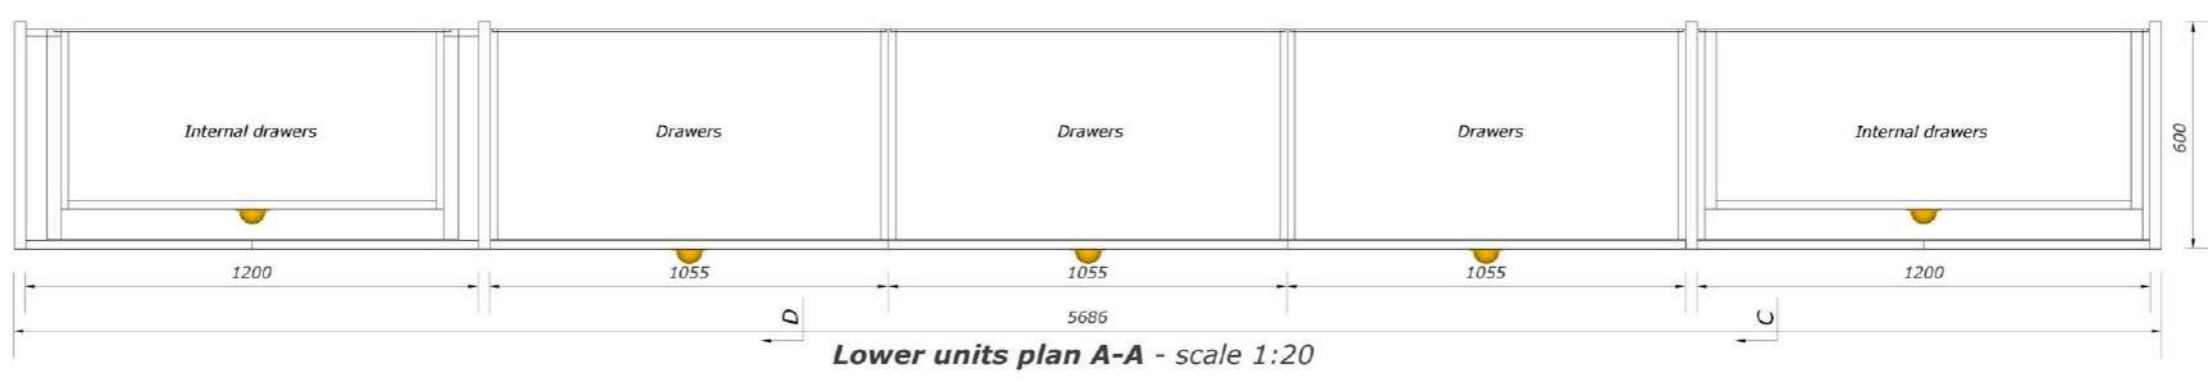 Internal drawers
Drawers
Drawers
Drawers
Internal drawers
600
1200
1055
1055
1055
1200
D
5686
C
Lower units plan A-A - scale 1:20